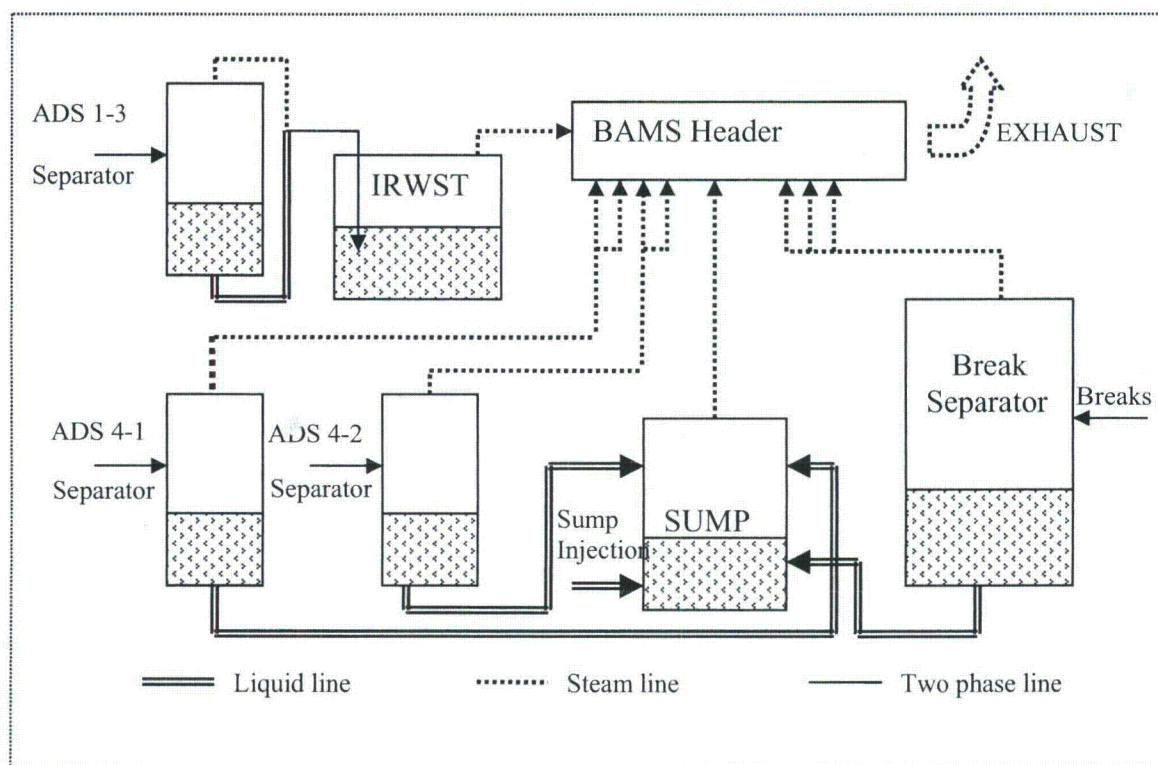 ADS 1-3
Separator
IRWST
BAMS Header
EXHAUST
ADS 4-1
Separator
ADS 4-2
Separator
Sump
Injection
SUMP
Break
Separator
Breaks
Liquid line
Steam line
Two phase line